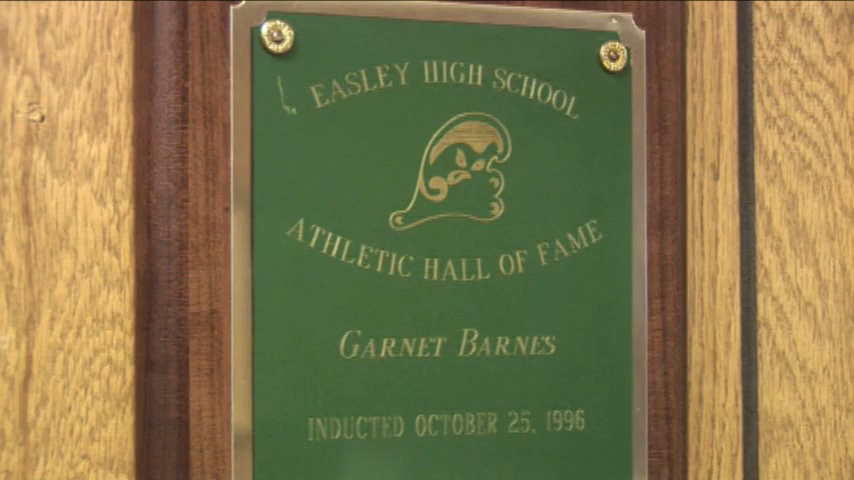 EASLEY HIGH SCHOOL
ATHLETIC HALL OF FAME
GARNET BARNES
INDUCTED OCTOBER 25, 1996